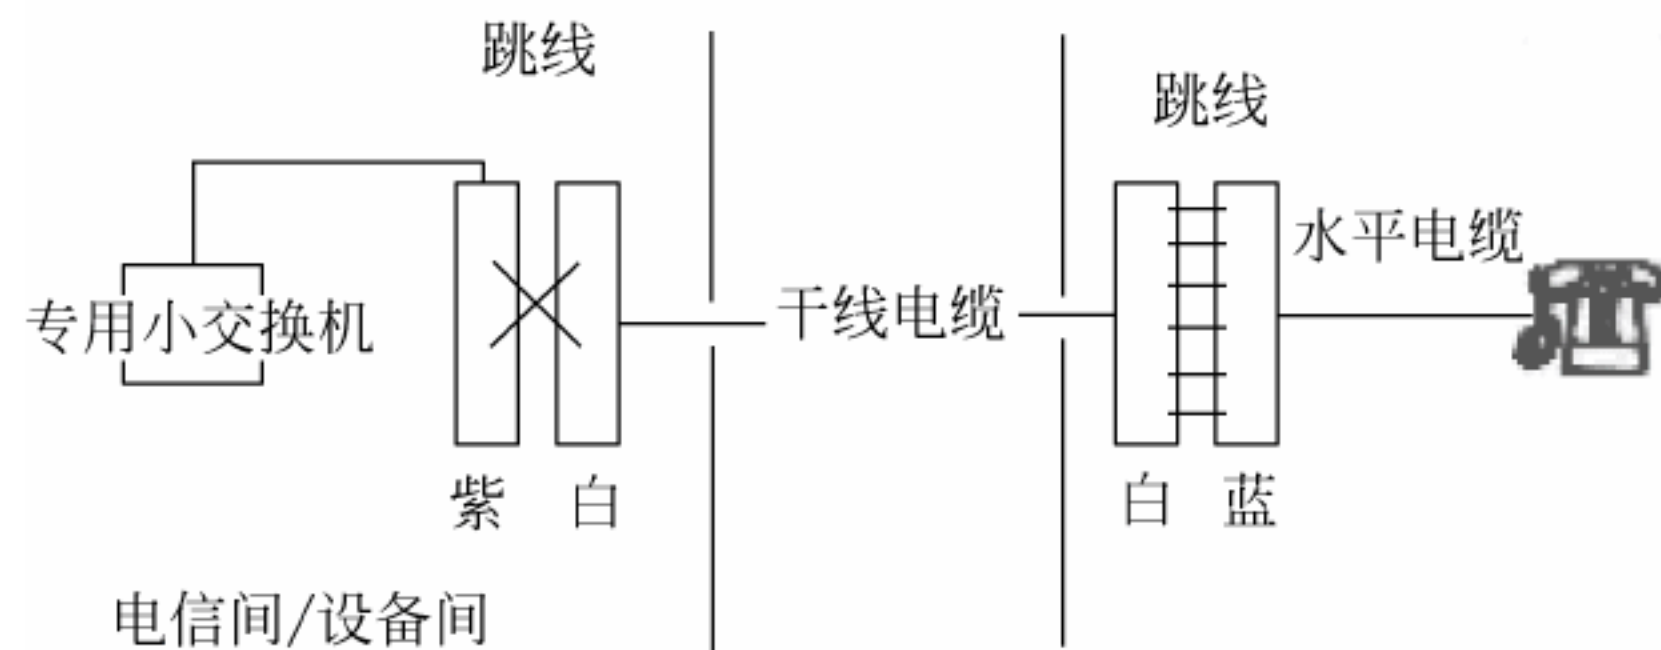 跳线
跳线
水平电缆
专用小交换机
干线电缆
紫
白
白
蓝
电信间/设备间